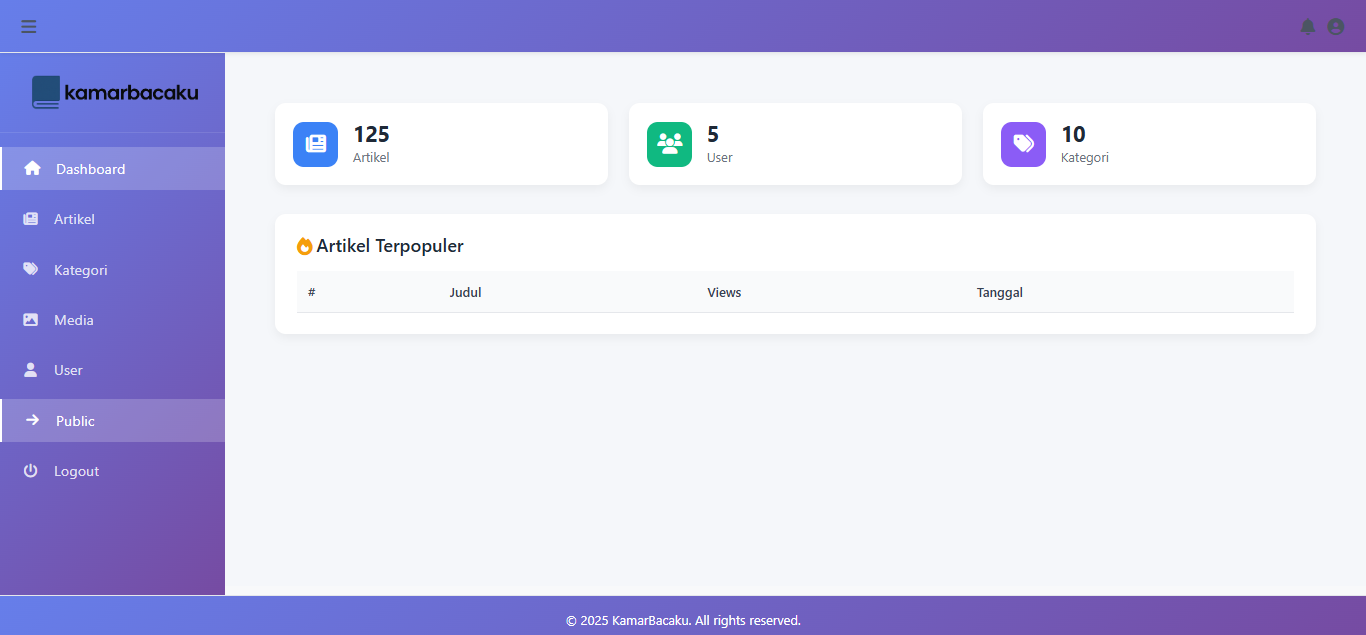 kamarbacaku
Dashboard
Artikel
Kategori
Media
User
Public
Logout
125
Artikel
5
User
10
Kategori
Artikel Terpopuler
# Judul Views Tanggal
© 2025 KamarBacaku. All rights reserved.